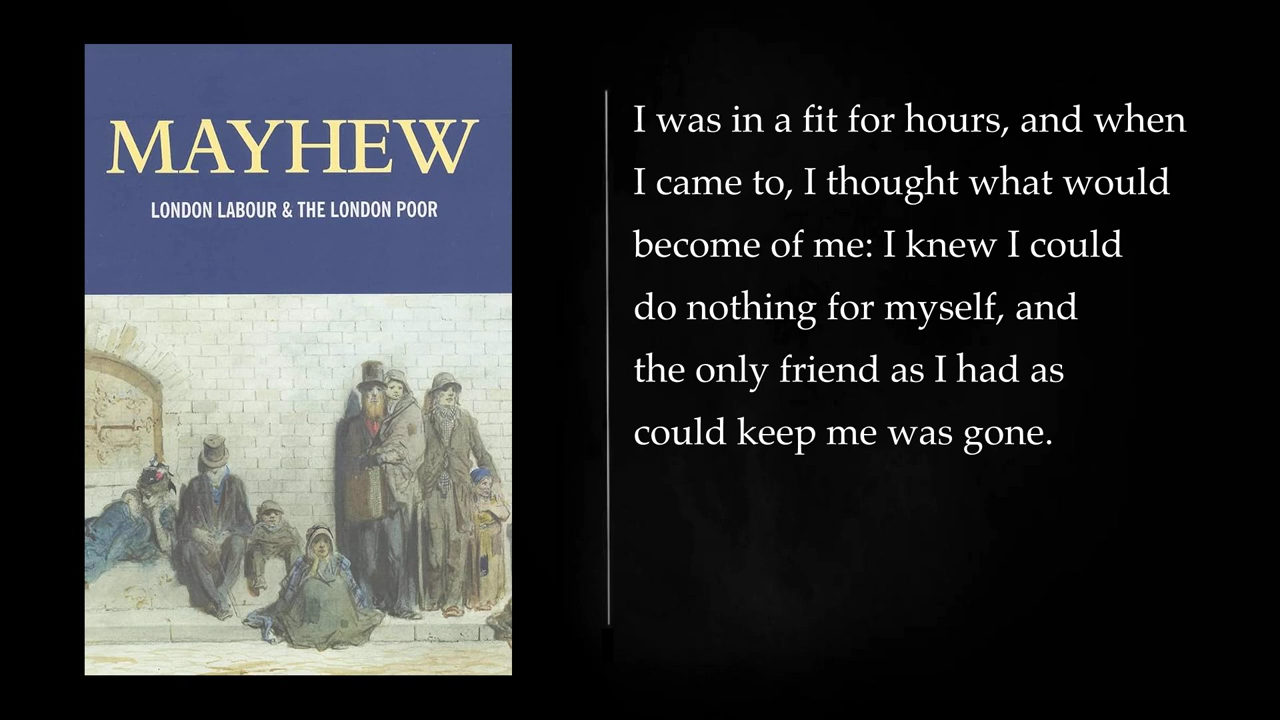 MAYHEW
LONDON LABOUR & THE LONDON POOR
I was in a fit for hours, and when
I came to, I thought what would
become of me: I knew I could
do nothing for myself, and
the only friend as I had as
could keep me was gone.